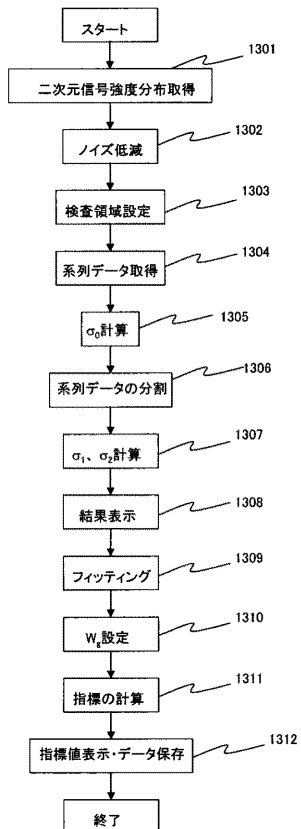 スタート
1301
二次元信号強度分布取得
1302
ノイズ低減
1303
検査領域設定
1304
系列データ取得
1305
σ₀計算
1306
系列データの分割
1307
σ₁、σ₂計算
1308
結果表示
1309
フィッティング
1310
Wg設定
1311
指標の計算
1312
指標値表示・データ保存
終了